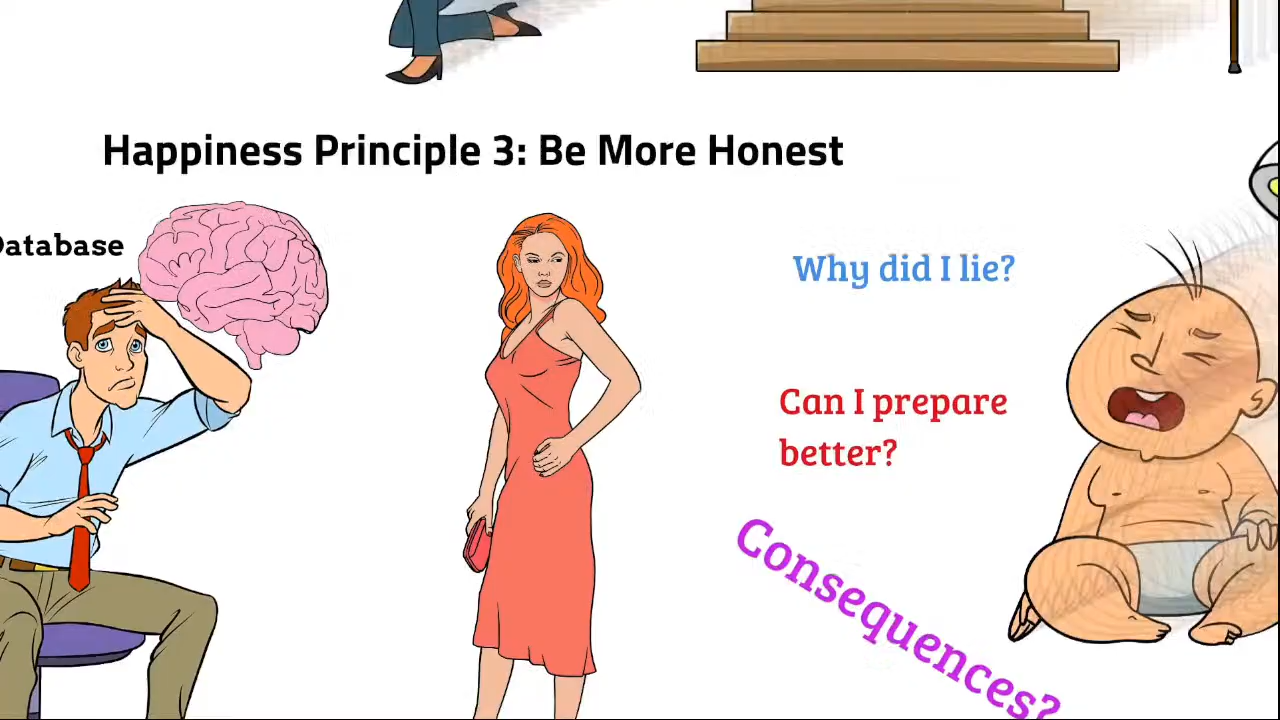 Happiness Principle 3: Be More Honest
Database
Why did I lie?
Can I prepare
better?
Consequences?